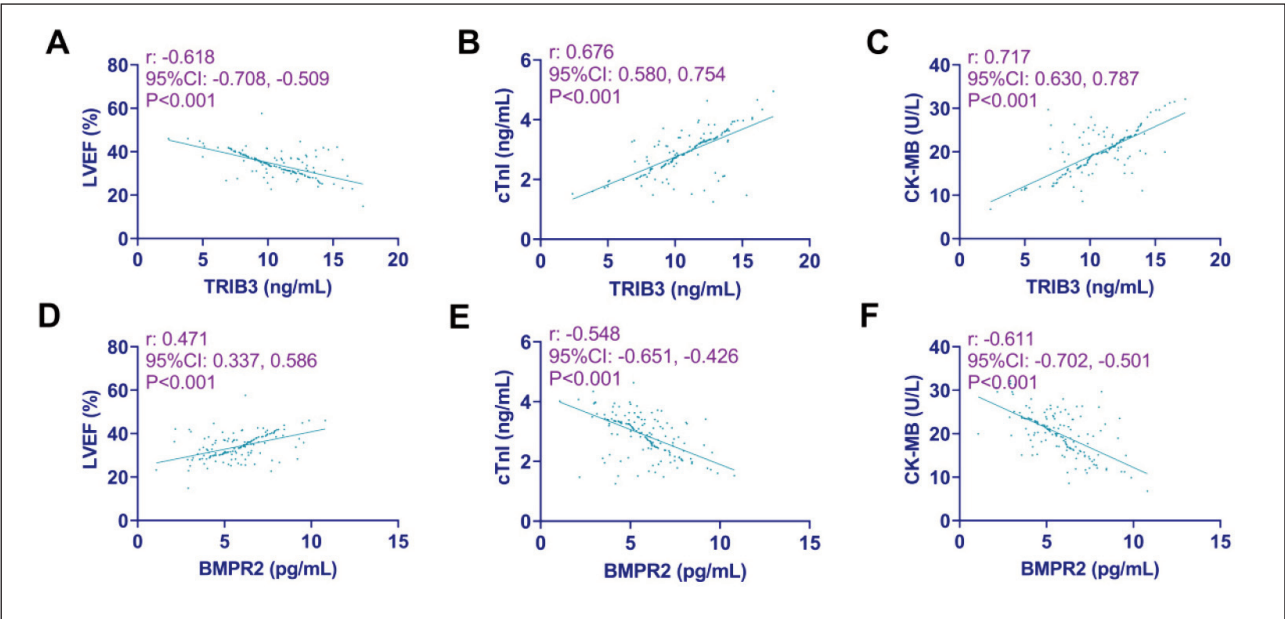 A
r: -0.618
95%CI: -0.708, -0.509
P<0.001
LVEF (%)
80
60
40
20
0
0 5 10 15 20
TRIB3 (ng/mL)
B
r: 0.676
95%CI: 0.580, 0.754
P<0.001
cTnI (ng/mL)
6
4
2
0
0 5 10 15 20
TRIB3 (ng/mL)
C
r: 0.717
95%CI: 0.630, 0.787
P<0.001
CK-MB (U/L)
40
30
20
10
0
0 5 10 15 20
TRIB3 (ng/mL)
D
r: 0.471
95%CI: 0.337, 0.586
P<0.001
LVEF (%)
80
60
40
20
0
0 5 10 15
BMPR2 (pg/mL)
E
r: -0.548
95%CI: -0.651, -0.426
P<0.001
cTnI (ng/mL)
6
4
2
0
0 5 10 15
BMPR2 (pg/mL)
F
r: -0.611
95%CI: -0.702, -0.501
P<0.001
CK-MB (U/L)
40
30
20
10
0
0 5 10 15
BMPR2 (pg/mL)